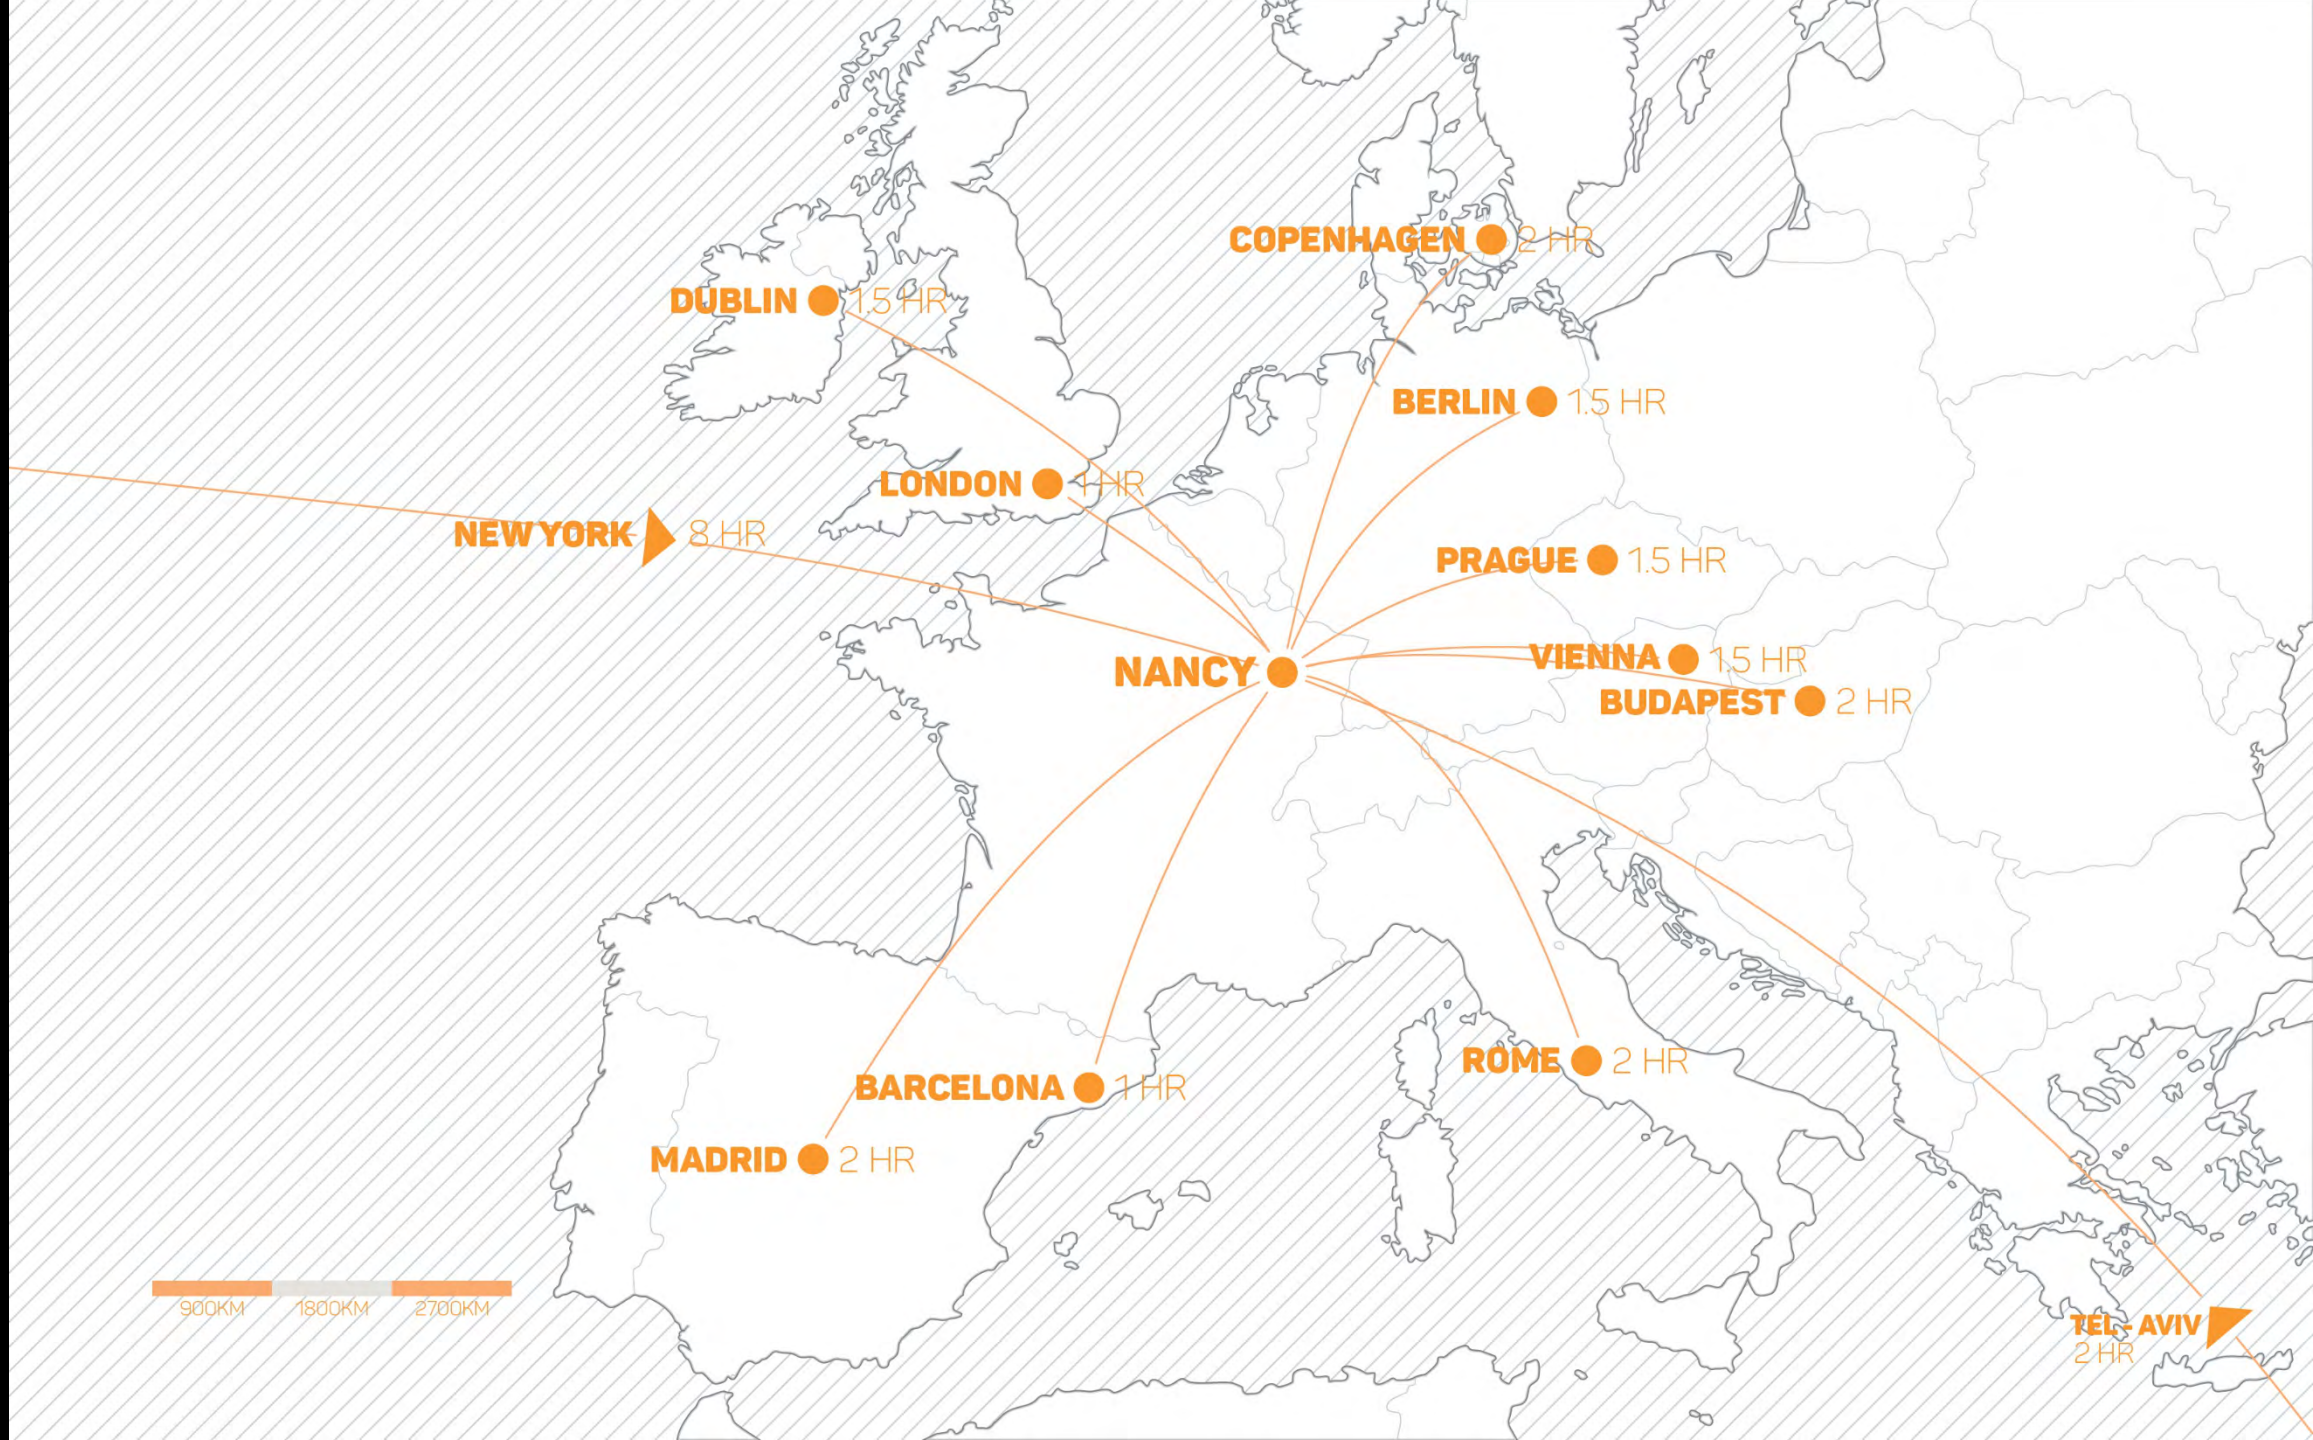 COPENHAGEN 2 HR
DUBLIN 1.5 HR
BERLIN 1.5 HR
LONDON 1 HR
NEW YORK 8 HR
PRAGUE 1.5 HR
VIENNA 1.5 HR
NANCY
BUDAPEST 2 HR
ROME 2 HR
BARCELONA 1 HR
MADRID 2 HR
900KM 1800KM 2700KM
TEL - AVIV
2 HR